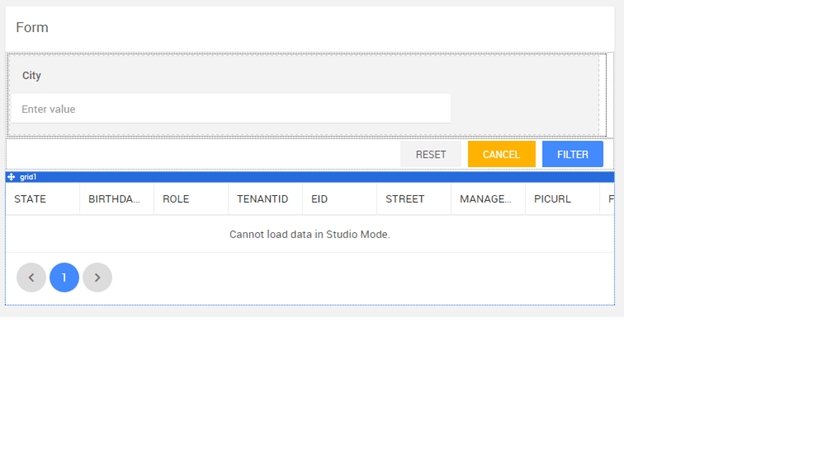 Form
City
Enter value
RESET CANCEL FILTER
grid1
STATE BIRTHDA... ROLE TENANTID EID STREET MANAGE... PICURL F
Cannot load data in Studio Mode.
1